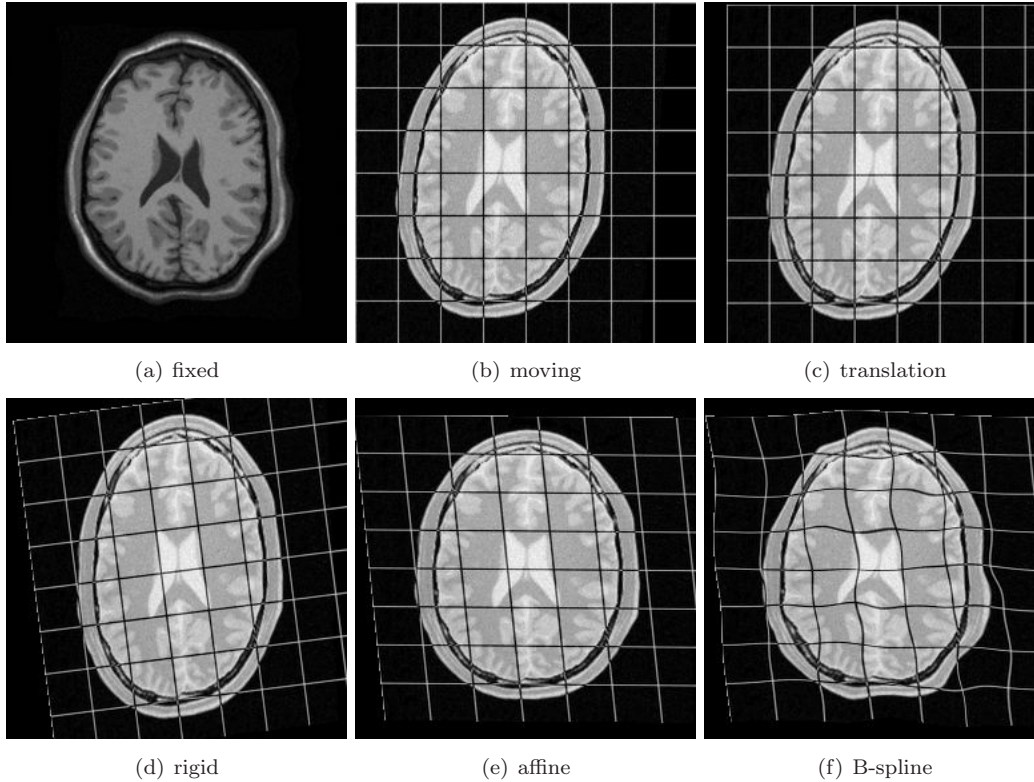 (a) fixed
(b) moving
(c) translation
(d) rigid
(e) affine
(f) B-spline